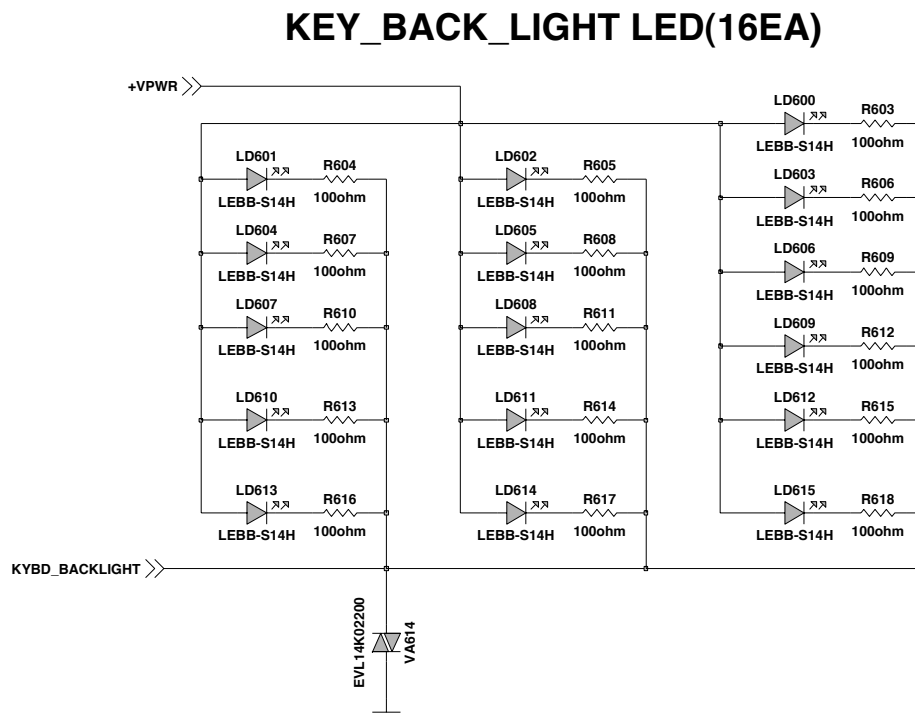 KEY_BACK_LIGHT LED(16EA)
+VPWR
LD600
R603
LEBB-S14H
100ohm
LD601
R604
LEBB-S14H
100ohm
LD602
R605
LEBB-S14H
100ohm
LD603
R606
LEBB-S14H
100ohm
LD604
R607
LEBB-S14H
100ohm
LD605
R608
LEBB-S14H
100ohm
LD606
R609
LEBB-S14H
100ohm
LD607
R610
LEBB-S14H
100ohm
LD608
R611
LEBB-S14H
100ohm
LD609
R612
LEBB-S14H
100ohm
LD610
R613
LEBB-S14H
100ohm
LD611
R614
LEBB-S14H
100ohm
LD612
R615
LEBB-S14H
100ohm
LD613
R616
LEBB-S14H
100ohm
LD614
R617
LEBB-S14H
100ohm
LD615
R618
LEBB-S14H
100ohm
KYBD_BACKLIGHT
EVL14K02200
VA614